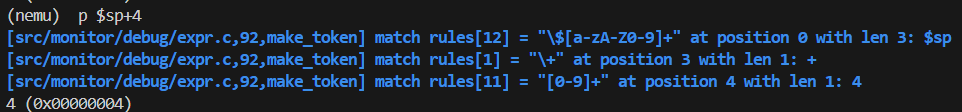 (nemu)  p $sp+4
[src/monitor/debug/expr.c,92,make_token] match rules[12] = "\$[a-zA-Z0-9]+" at position 0 with len 3: $sp
[src/monitor/debug/expr.c,92,make_token] match rules[1] = "\+" at position 3 with len 1: +
[src/monitor/debug/expr.c,92,make_token] match rules[11] = "[0-9]+" at position 4 with len 1: 4
4 (0x00000004)